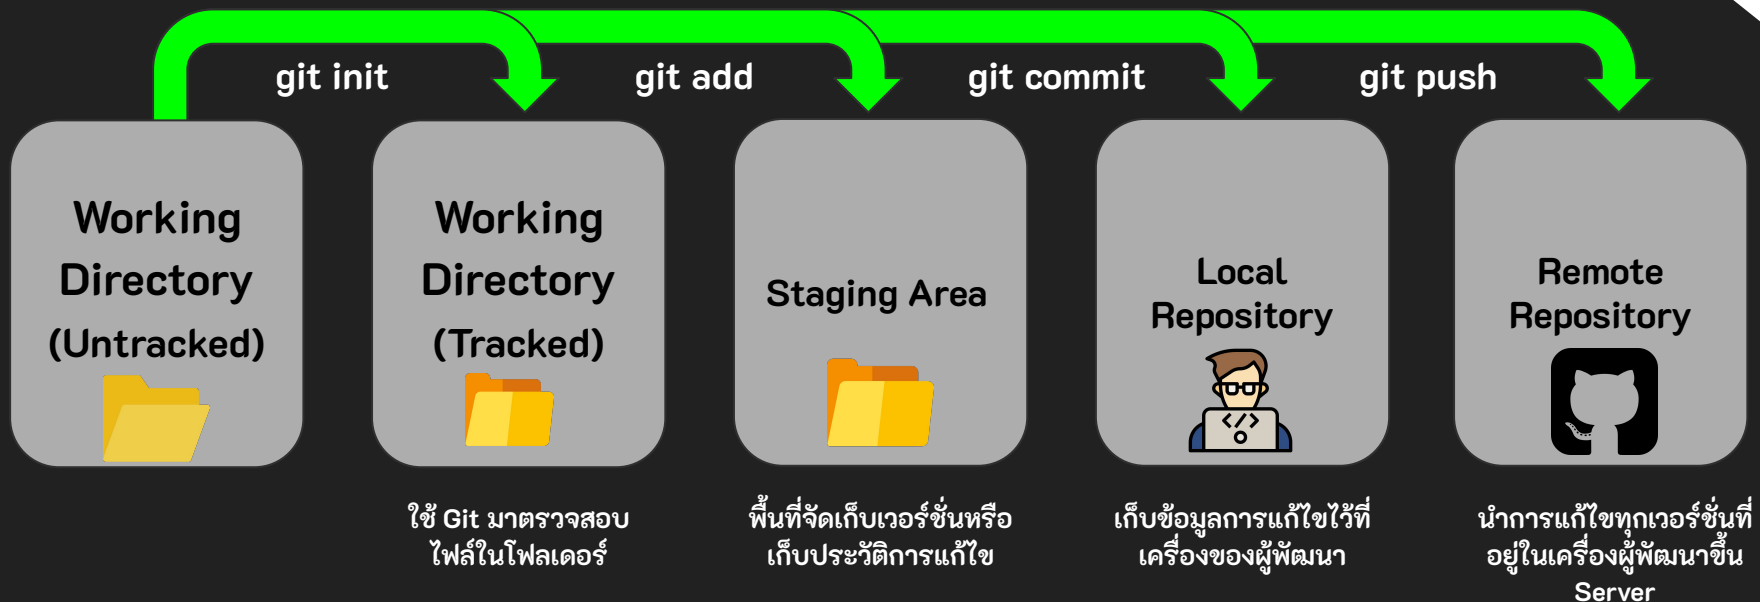 git init
git add
git commit
git push
Working
Directory
(Untracked)
Working
Directory
(Tracked)
Staging Area
Local
Repository
</>
Remote
Repository
ใช้ Git มาตรวจสอบ
ไฟล์ในโฟลเดอร์
พื้นที่จัดเก็บเวอร์ชั่นหรือ
เก็บประวัติการแก้ไข
เก็บข้อมูลการแก้ไขไว้ที่
เครื่องของผู้พัฒนา
นำการแก้ไขทุกเวอร์ชั่นที่
อยู่ในเครื่องผู้พัฒนาขึ้น
Server